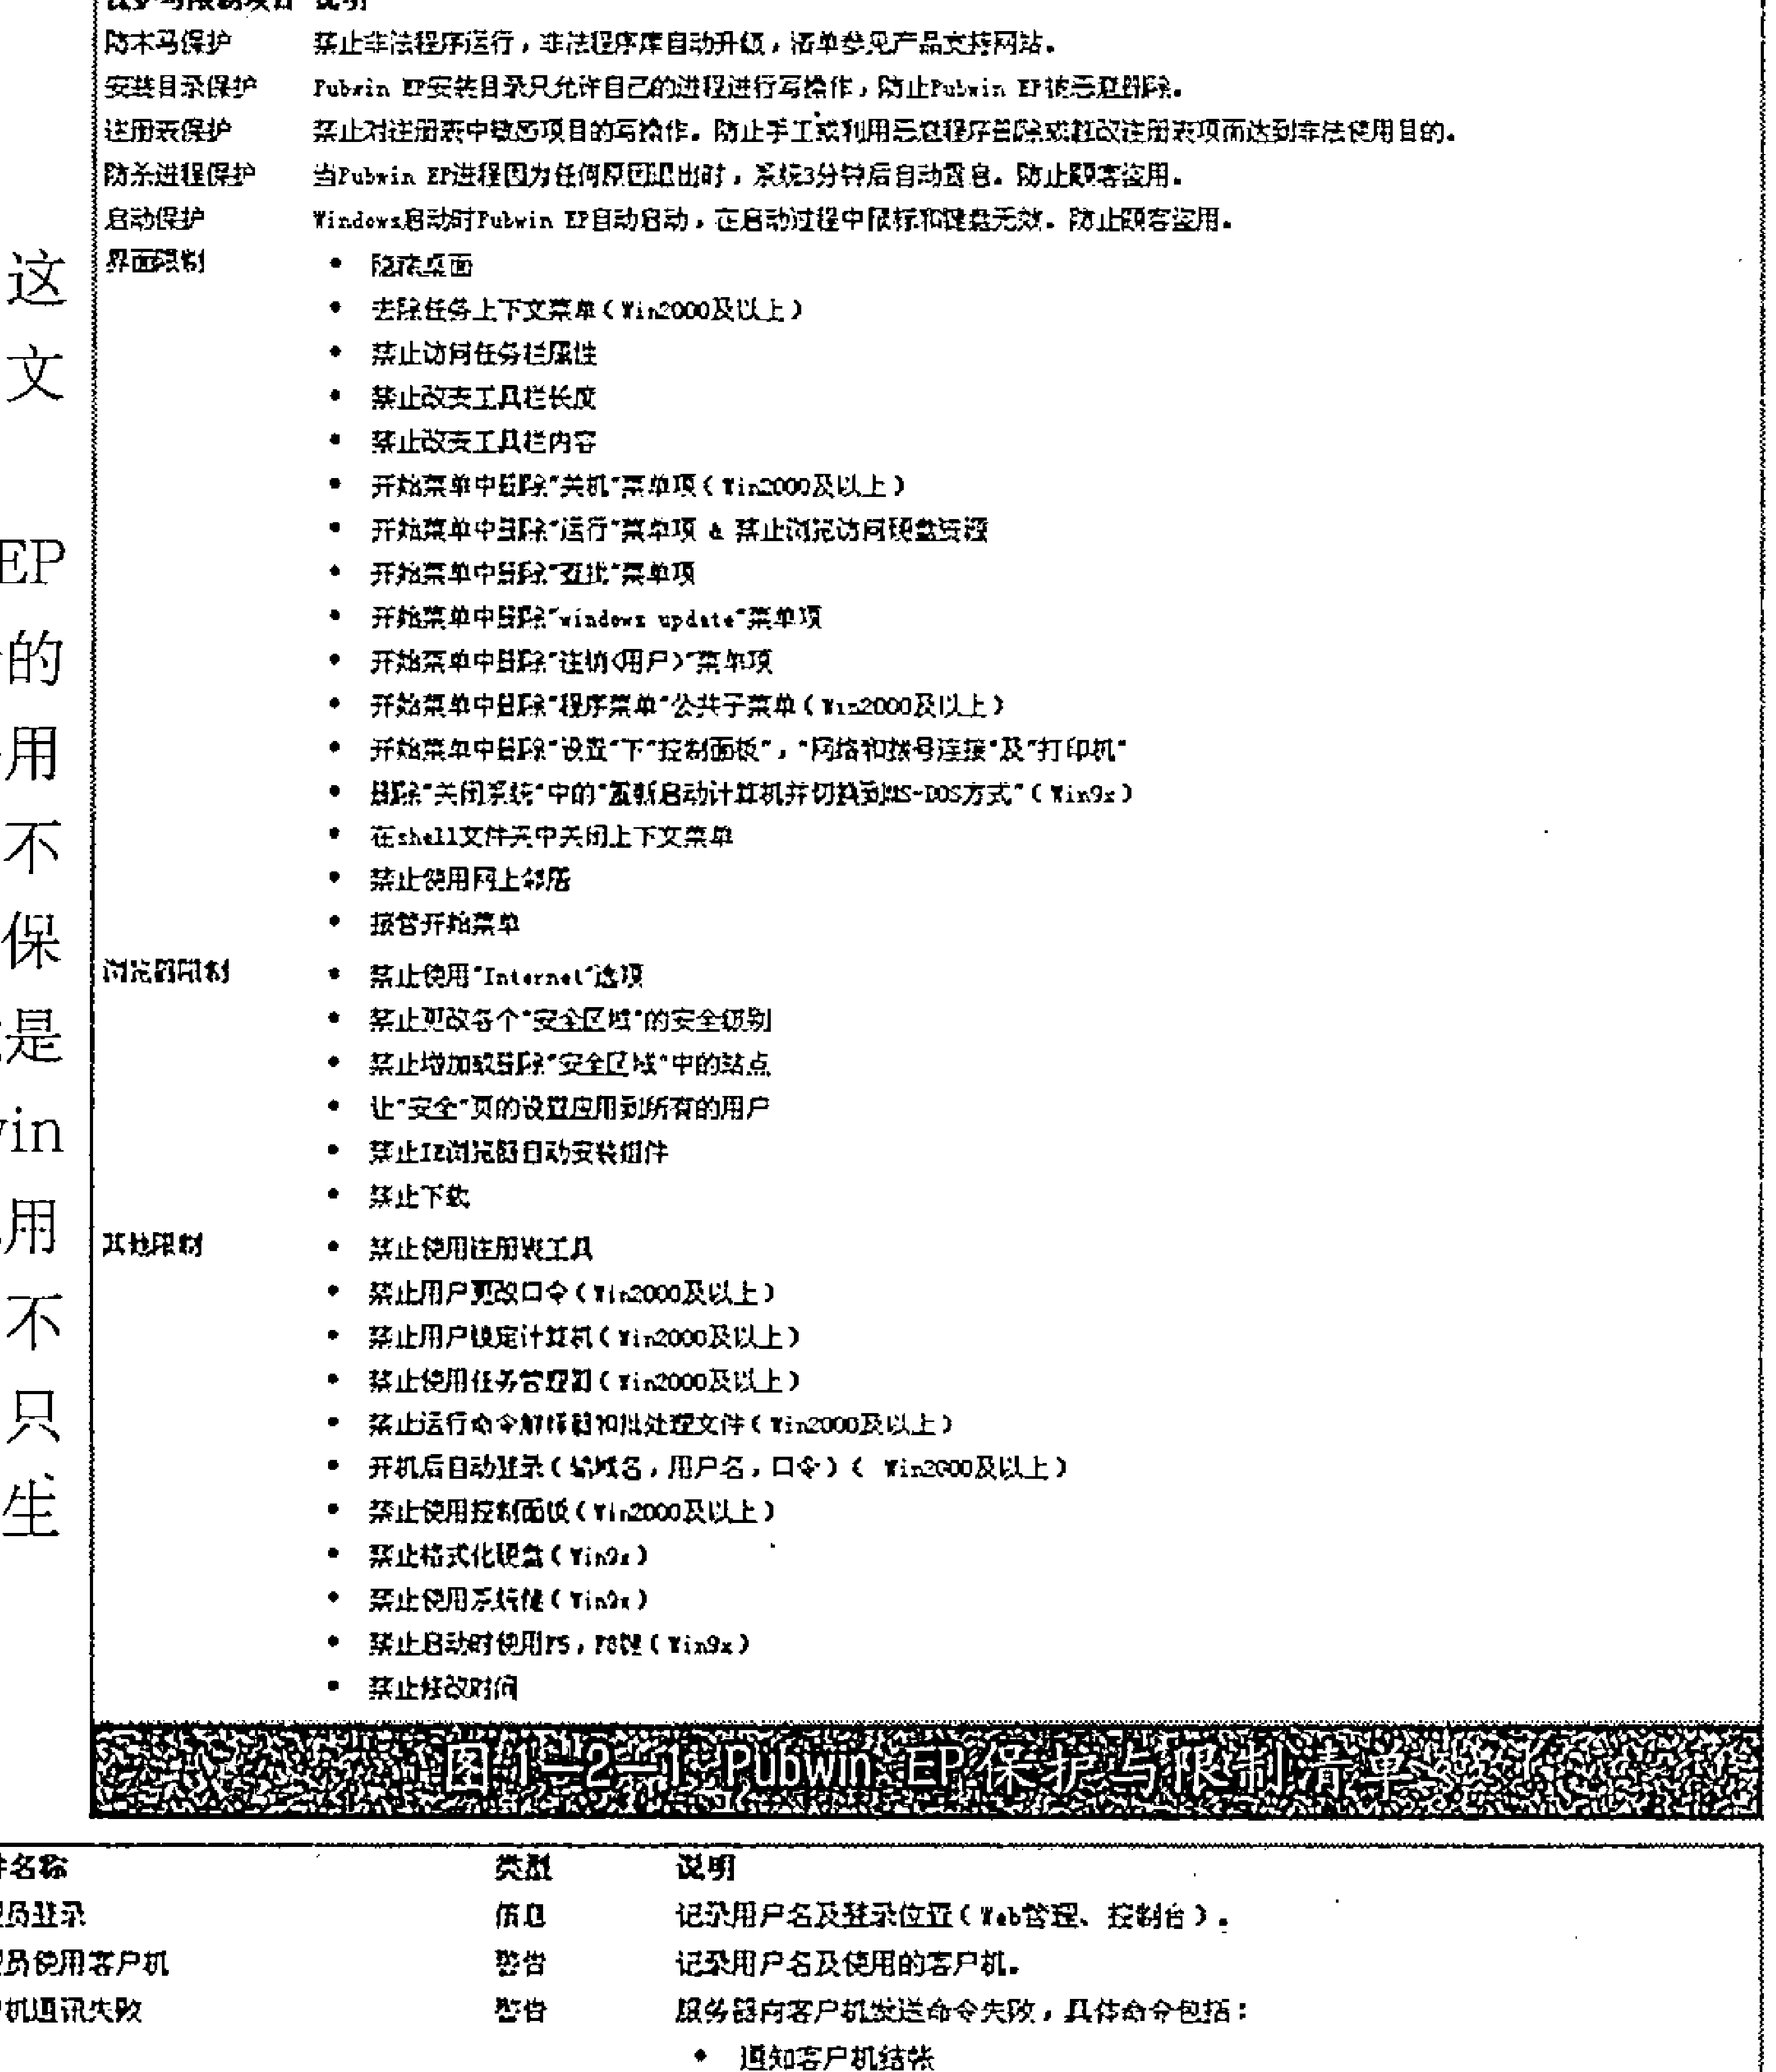 保护与限制项目 说明
防木马保护 禁止非法程序运行，非法程序库自动升级，清单参见产品支持网站。
安装目录保护 Pubwin EP安装目录只允许自己的进程进行写操作，防止Pubwin EP被恶意删除。
注册表保护 禁止对注册表中敏感项目的写操作。防止手工或利用恶意程序删除或篡改注册表项而达到非法使用目的。
防杀进程保护 当Pubwin EP进程因为任何原因退出时，系统3分钟后自动重启。防止顾客盗用。
启动保护 Windows启动时Pubwin EP自动启动，在启动过程中鼠标和键盘无效。防止顾客盗用。
界面限制
• 隐藏桌面
• 去除任务上下文菜单（Win2000及以上）
• 禁止访问任务栏属性
• 禁止改变工具栏长度
• 禁止改变工具栏内容
• 开始菜单中删除"关机"菜单项（Win2000及以上）
• 开始菜单中删除"运行"菜单项 & 禁止浏览访问硬盘资源
• 开始菜单中删除"查找"菜单项
• 开始菜单中删除"windows update"菜单项
• 开始菜单中删除"注销<用户>"菜单项
• 开始菜单中删除"程序菜单"公共子菜单（Win2000及以上）
• 开始菜单中删除"设置"下"控制面板"，"网络和拨号连接"及"打印机"
• 删除"关闭系统"中的"重新启动计算机并切换到MS-DOS方式"（Win9x）
• 在shell文件夹中关闭上下文菜单
• 禁止使用网上邻居
• 接管开始菜单
浏览器限制
• 禁止使用"Internet"选项
• 禁止更改各个"安全区域"的安全级别
• 禁止增加或删除"安全区域"中的站点
• 让"安全"页的设置应用到所有的用户
• 禁止IE浏览器自动安装组件
• 禁止下载
其他限制
• 禁止使用注册表工具
• 禁止用户更改口令（Win2000及以上）
• 禁止用户锁定计算机（Win2000及以上）
• 禁止使用任务管理器（Win2000及以上）
• 禁止运行命令解释器和批处理文件（Win2000及以上）
• 开机后自动登录（输域名，用户名，口令）（ Win2000及以上）
• 禁止使用控制面板（Win2000及以上）
• 禁止格式化硬盘（Win9x）
• 禁止使用系统键（Win9x）
• 禁止启动时使用F5，F8键（Win9x）
• 禁止修改时间
图1-2-1 Pubwin EP保护与限制清单
件名称 类型 说明
理员登录 信息 记录用户名及登录位置（Web管理、控制台）。
理员使用客户机 警告 记录用户名及使用的客户机。
户机通讯失败 警告 服务器向客户机发送命令失败，具体命令包括：
• 通知客户机结帐
这
文
EP
的
用
不
保
是
win
用
不
只
生